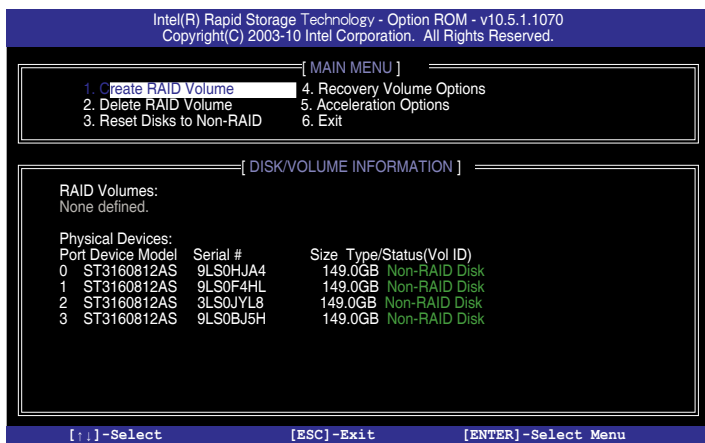 Intel(R) Rapid Storage Technology - Option ROM - v10.5.1.1070
Copyright(C) 2003-10 Intel Corporation.  All Rights Reserved.
[ MAIN MENU ]
1. Create RAID Volume 4. Recovery Volume Options
2. Delete RAID Volume 5. Acceleration Options
3. Reset Disks to Non-RAID 6. Exit
[ DISK/VOLUME INFORMATION ]
RAID Volumes:
None defined.
Physical Devices:
Port Device Model Serial # Size Type/Status(Vol ID)
0 ST3160812AS 9LS0HJA4 149.0GB Non-RAID Disk
1 ST3160812AS 9LS0F4HL 149.0GB Non-RAID Disk
2 ST3160812AS 3LS0JYL8 149.0GB Non-RAID Disk
3 ST3160812AS 9LS0BJ5H 149.0GB Non-RAID Disk
[↑↓]-Select [ESC]-Exit [ENTER]-Select Menu